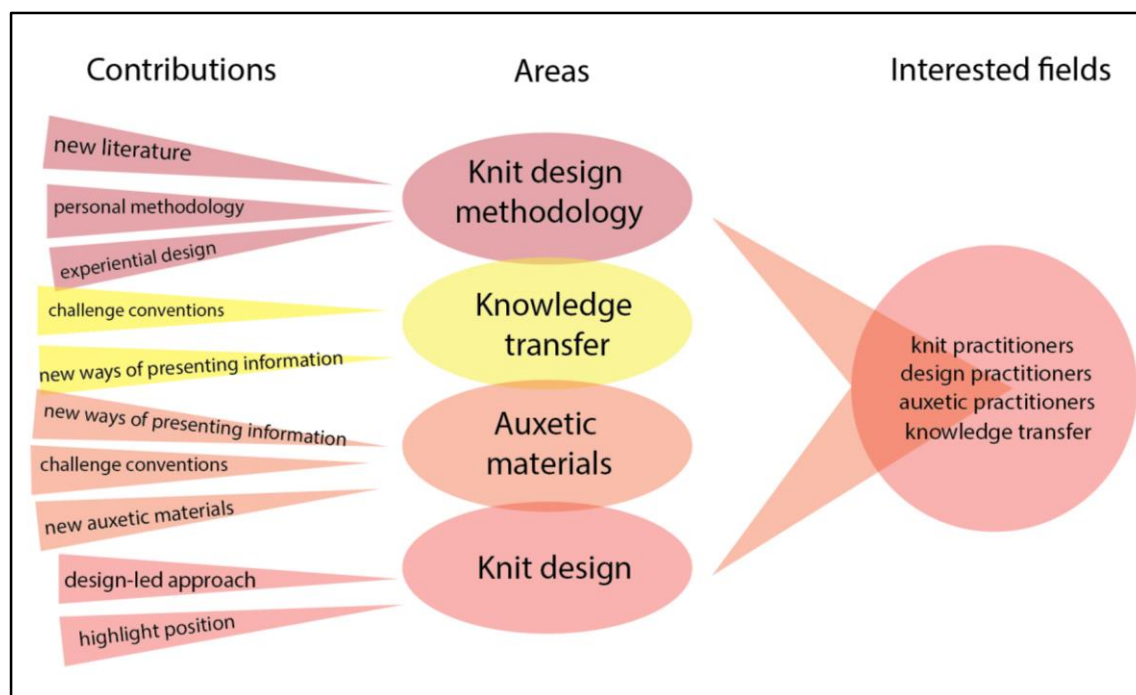 Contributions
Areas
Interested fields
new literature
personal methodology
experiential design
challenge conventions
new ways of presenting information
new ways of presenting information
challenge conventions
new auxetic materials
design-led approach
highlight position
Knit design
methodology
Knowledge
transfer
Auxetic
materials
Knit design
knit practitioners
design practitioners
auxetic practitioners
knowledge transfer